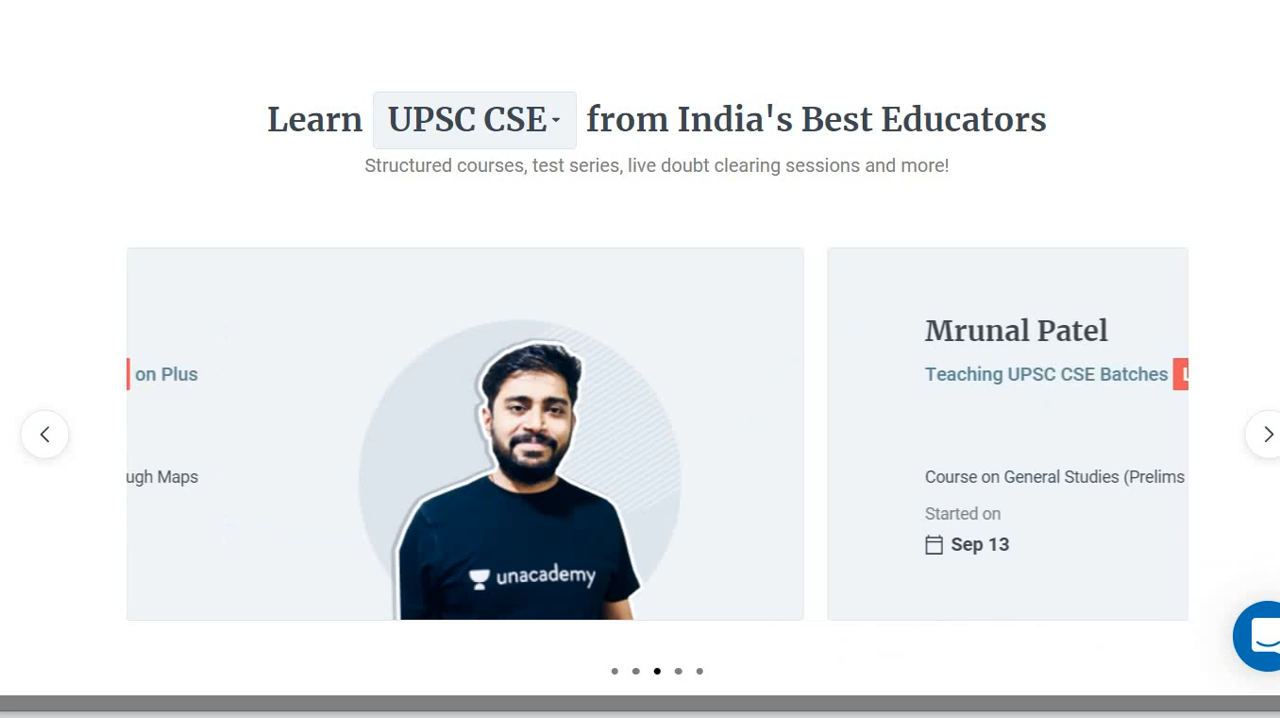 Learn UPSC CSE from India's Best Educators
Structured courses, test series, live doubt clearing sessions and more!
on Plus
ugh Maps
unacademy
Mrunal Patel
Teaching UPSC CSE Batches L
Course on General Studies (Prelims
Started on
Sep 13